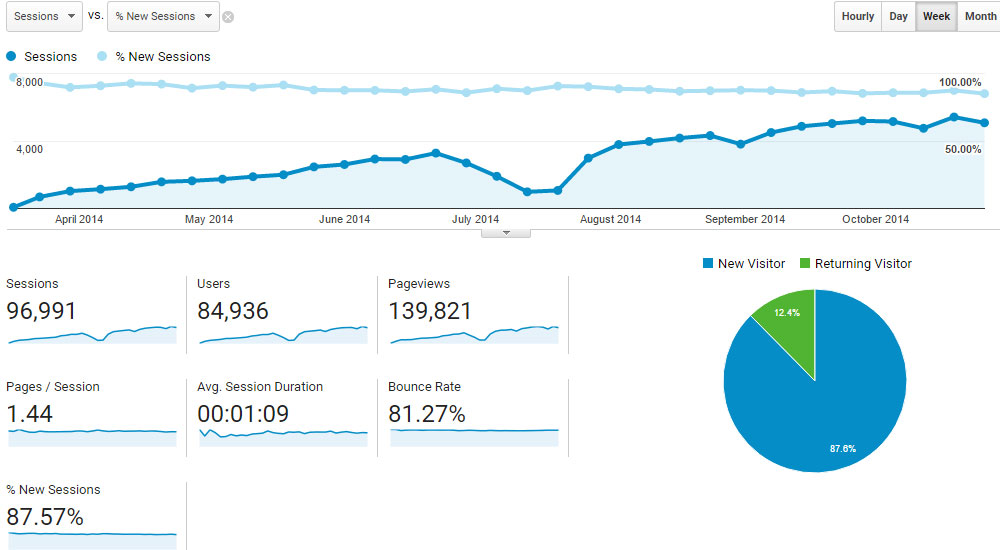 Sessions vs. % New Sessions Hourly Day Week Month
Sessions % New Sessions
8,000 100.00%
4,000 50.00%
April 2014 May 2014 June 2014 July 2014 August 2014 September 2014 October 2014
New Visitor Returning Visitor
Sessions Users Pageviews
96,991 84,936 139,821
12.4%
Pages / Session Avg. Session Duration Bounce Rate
1.44 00:01:09 81.27%
87.6%
% New Sessions
87.57%